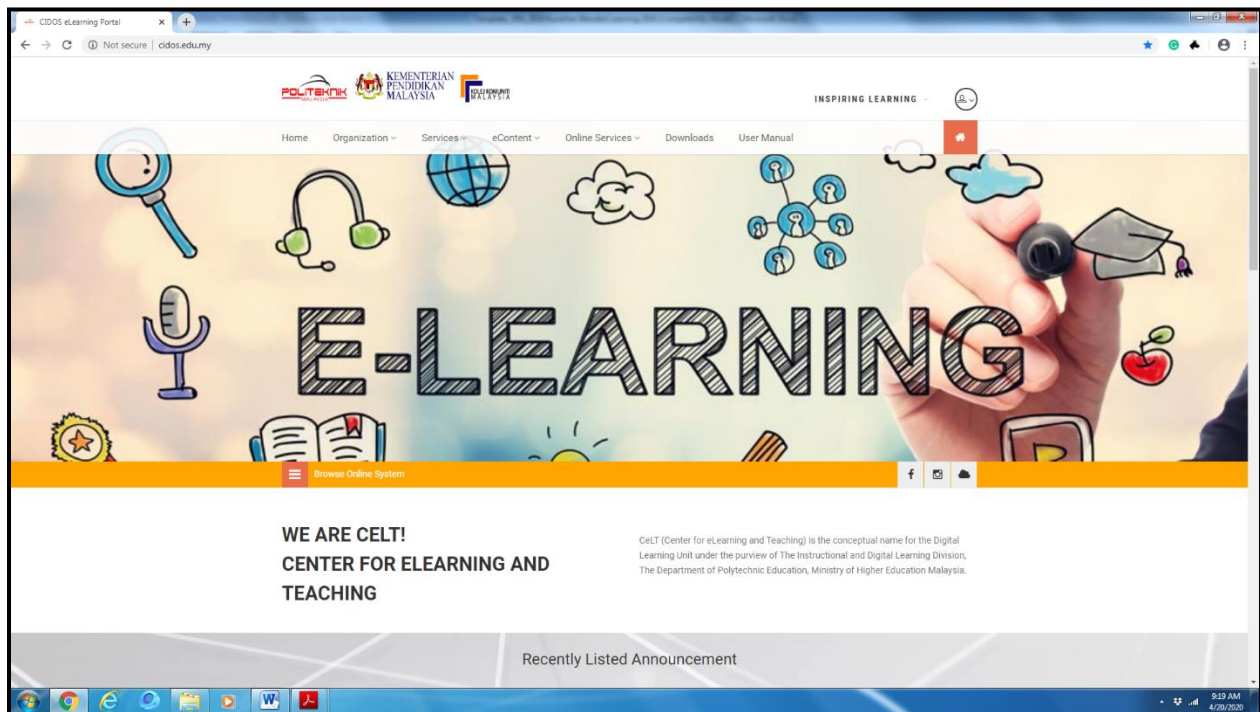 CIDOS eLearning Portal
Not secure | cidos.edu.my
POLITEKNIK
MALAYSIA
KEMENTERIAN
PENDIDIKAN
MALAYSIA
KOLEJ KOMUNITI
MALAYSIA
INSPIRING LEARNING
Home Organization Services eContent Online Services Downloads User Manual
E-LEARNING
Browse Online System
WE ARE CELT!
CENTER FOR ELEARNING AND
TEACHING
CeLT (Center for eLearning and Teaching) is the conceptual name for the Digital
Learning Unit under the purview of The Instructional and Digital Learning Division,
The Department of Polytechnic Education, Ministry of Higher Education Malaysia.
Recently Listed Announcement
9:19 AM
4/20/2020